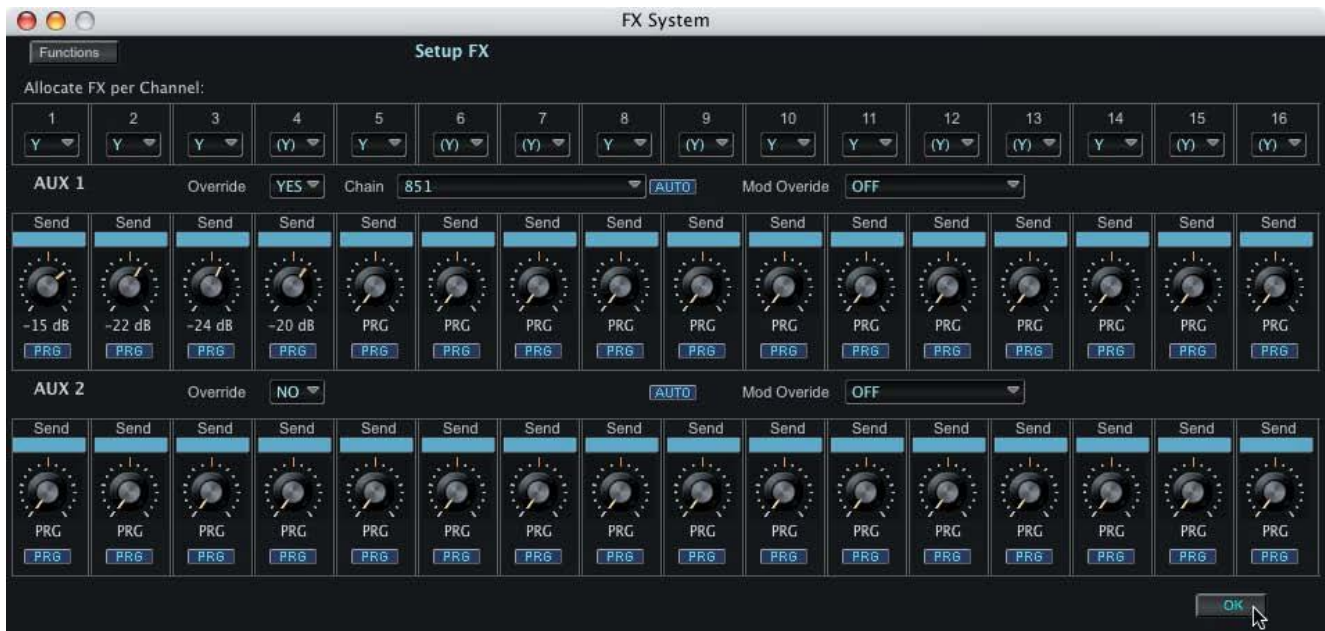 FX System
Functions
Setup FX
Allocate FX per Channel:
1 2 3 4 5 6 7 8 9 10 11 12 13 14 15 16
Y Y Y (Y) Y (Y) (Y) Y (Y) Y Y (Y) (Y) Y (Y) (Y)
AUX 1 Override YES Chain 851 AUTO Mod Overide OFF
Send Send Send Send Send Send Send Send Send Send Send Send Send Send Send Send
-15 dB -22 dB -24 dB -20 dB PRG PRG PRG PRG PRG PRG PRG PRG PRG PRG PRG PRG
PRG PRG PRG PRG PRG PRG PRG PRG PRG PRG PRG PRG PRG PRG PRG PRG
AUX 2 Override NO AUTO Mod Overide OFF
Send Send Send Send Send Send Send Send Send Send Send Send Send Send Send Send
PRG PRG PRG PRG PRG PRG PRG PRG PRG PRG PRG PRG PRG PRG PRG PRG
PRG PRG PRG PRG PRG PRG PRG PRG PRG PRG PRG PRG PRG PRG PRG PRG
OK